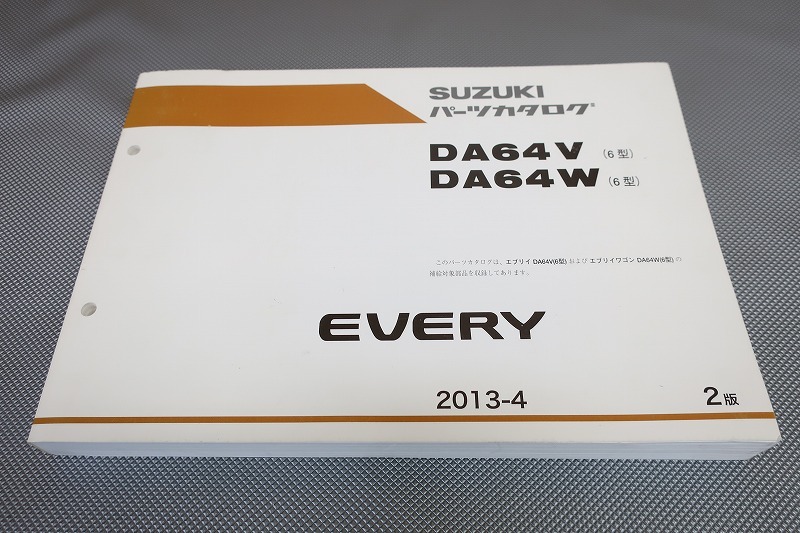 SUZUKI
パーツカタログ
DA64V (6型)
DA64W (6型)
このパーツカタログは、エブリイ DA64V(6型) および エブリイワゴン DA64W(6型) の
補給対象部品を収録してあります。
EVERY
2013-4 2版